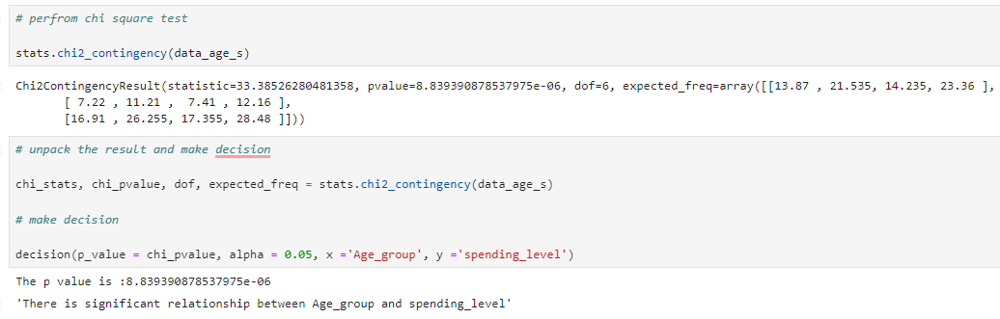 # perfrom chi square test
stats.chi2_contingency(data_age_s)
Chi2ContingencyResult(statistic=33.38526280481358, pvalue=8.839390878537975e-06, dof=6, expected_freq=array([[13.87 , 21.535, 14.235, 23.36 ],
[ 7.22 , 11.21 , 7.41 , 12.16 ],
[16.91 , 26.255, 17.355, 28.48 ]]))
# unpack the result and make decision
chi_stats, chi_pvalue, dof, expected_freq = stats.chi2_contingency(data_age_s)
# make decision
decision(p_value = chi_pvalue, alpha = 0.05, x ='Age_group', y ='spending_level')
The p value is :8.839390878537975e-06
'There is significant relationship between Age_group and spending_level'